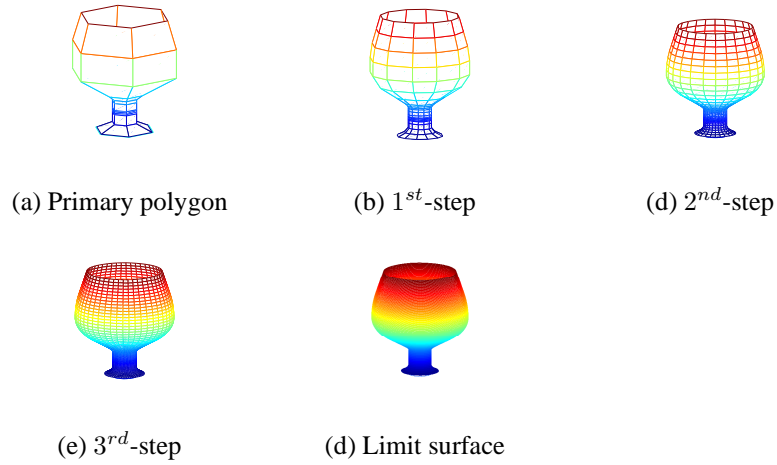 (a) Primary polygon
(b) 1st-step
(d) 2nd-step
(e) 3rd-step
(d) Limit surface